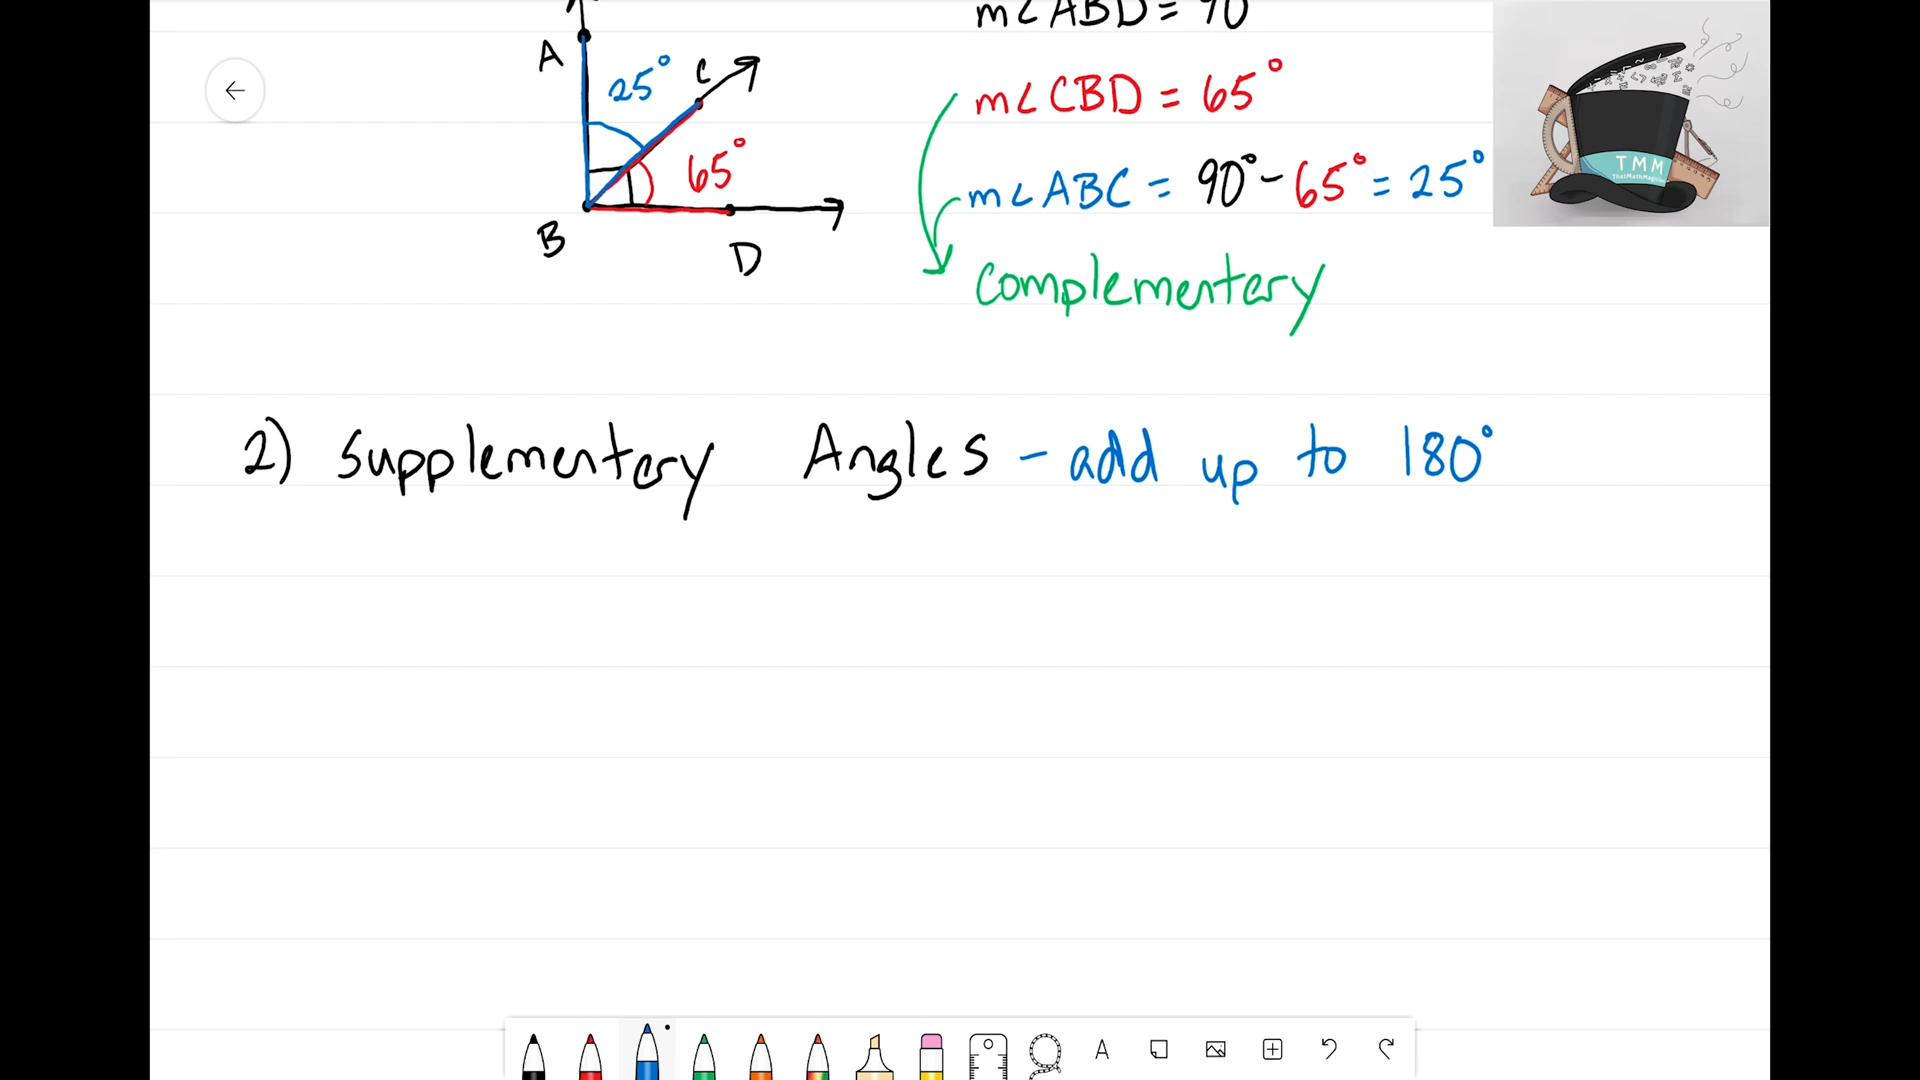 m∠ABD = 90
A
25°
C
m∠CBD = 65°
65°
m∠ABC = 90° - 65° = 25°
B
D
complementary
2) Supplementary Angles - add up to 180°
TMM
ThatMathMagician
A